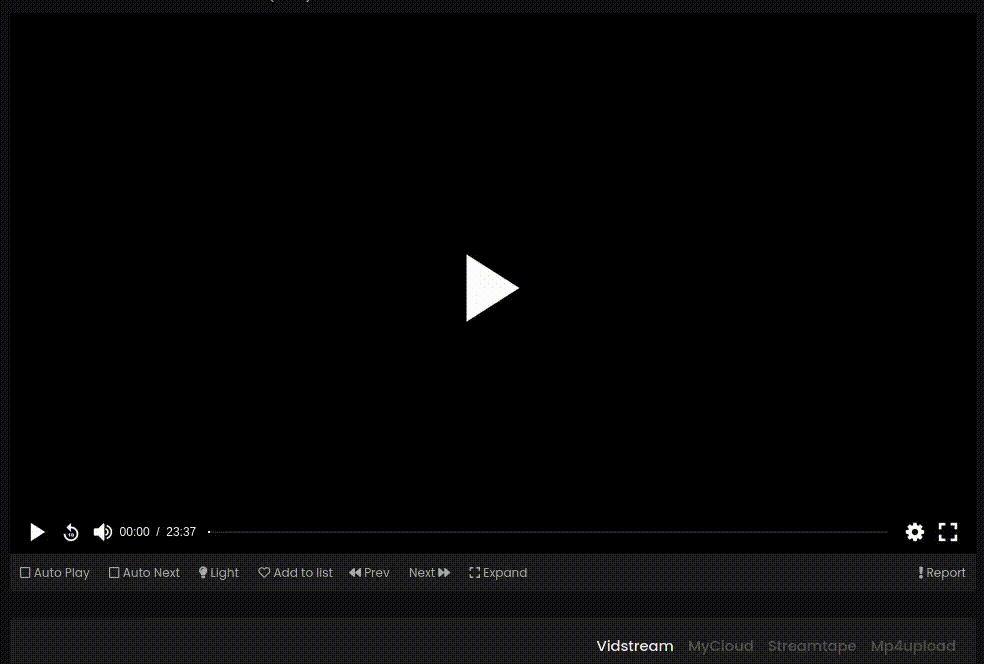 10
00:00 / 23:37
Auto Play Auto Next Light Add to list Prev Next Expand Report
Vidstream MyCloud Streamtape Mp4upload